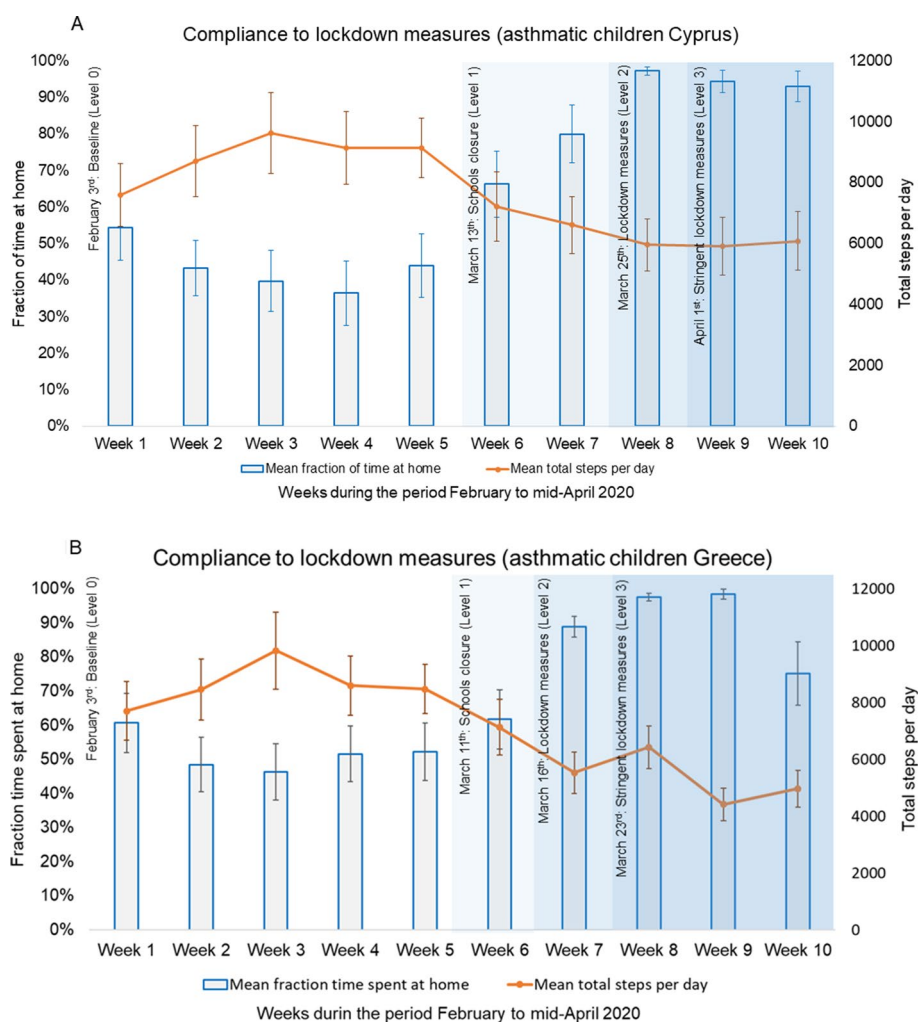 A
Compliance to lockdown measures (asthmatic children Cyprus)
Fraction of time at home
100%
90%
80%
70%
60%
50%
40%
30%
20%
10%
0%
February 3rd: Baseline (Level 0)
March 13th: Schools closure (Level 1)
March 25th: Lockdown measures (Level 2)
April 1st: Stringent lockdown measures (Level 3)
12000
10000
8000
6000
4000
2000
0
Total steps per day
Week 1 Week 2 Week 3 Week 4 Week 5 Week 6 Week 7 Week 8 Week 9 Week 10
Mean fraction of time at home Mean total steps per day
Weeks during the period February to mid-April 2020
B
Compliance to lockdown measures (asthmatic children Greece)
Fraction time spent at home
100%
90%
80%
70%
60%
50%
40%
30%
20%
10%
0%
February 3rd: Baseline (Level 0)
March 11th: Schools closure (Level 1)
March 16th: Lockdown measures (Level 2)
March 23rd: Stringent lockdown measures (Level 3)
12000
10000
8000
6000
4000
2000
0
Total steps per day
Week 1 Week 2 Week 3 Week 4 Week 5 Week 6 Week 7 Week 8 Week 9 Week 10
Mean fraction time spent at home Mean total steps per day
Weeks durin the period February to mid-April 2020